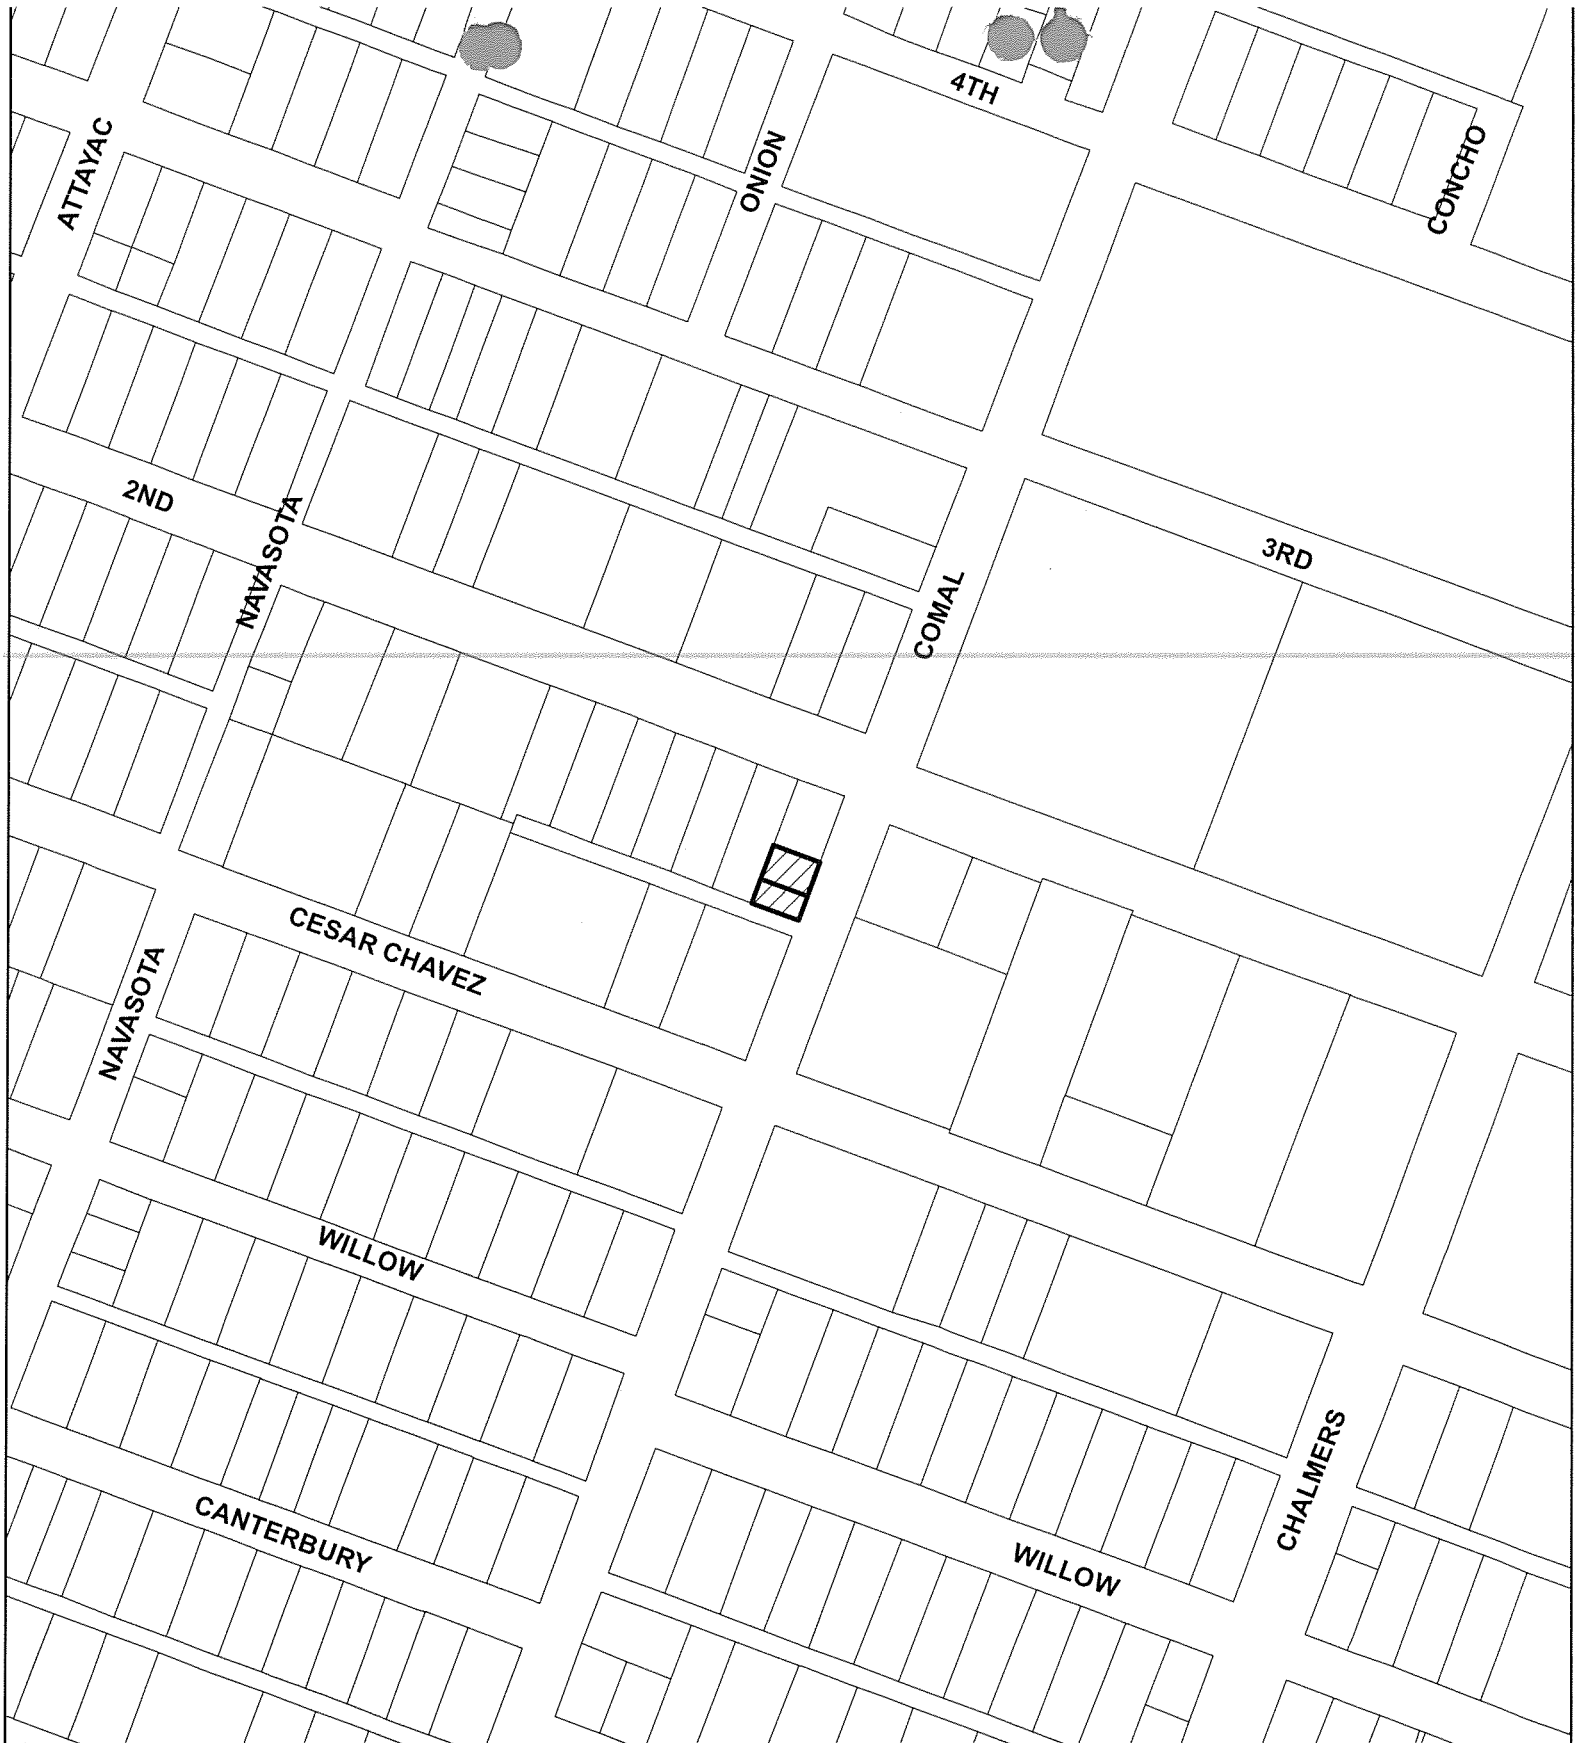 4TH
ATTAYAC
ONION
CONCHO
2ND
NAVASOTA
3RD
COMAL
CESAR CHAVEZ
NAVASOTA
WILLOW
CHALMERS
CANTERBURY
WILLOW